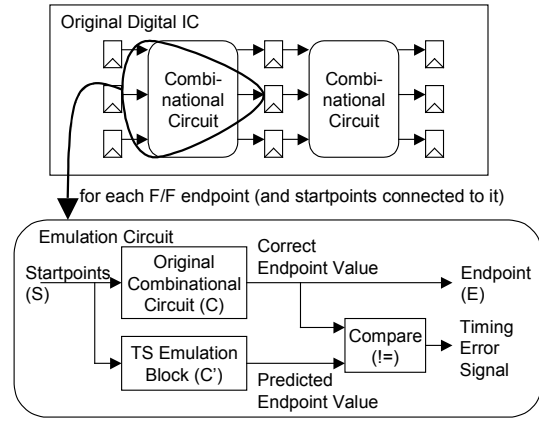 Original Digital IC
Combi-
national
Circuit
Combi-
national
Circuit
for each F/F endpoint (and startpoints connected to it)
Emulation Circuit
Startpoints
(S)
Original
Combinational
Circuit (C)
Correct
Endpoint Value
Endpoint
(E)
TS Emulation
Block (C')
Predicted
Endpoint Value
Compare
(!=)
Timing
Error
Signal